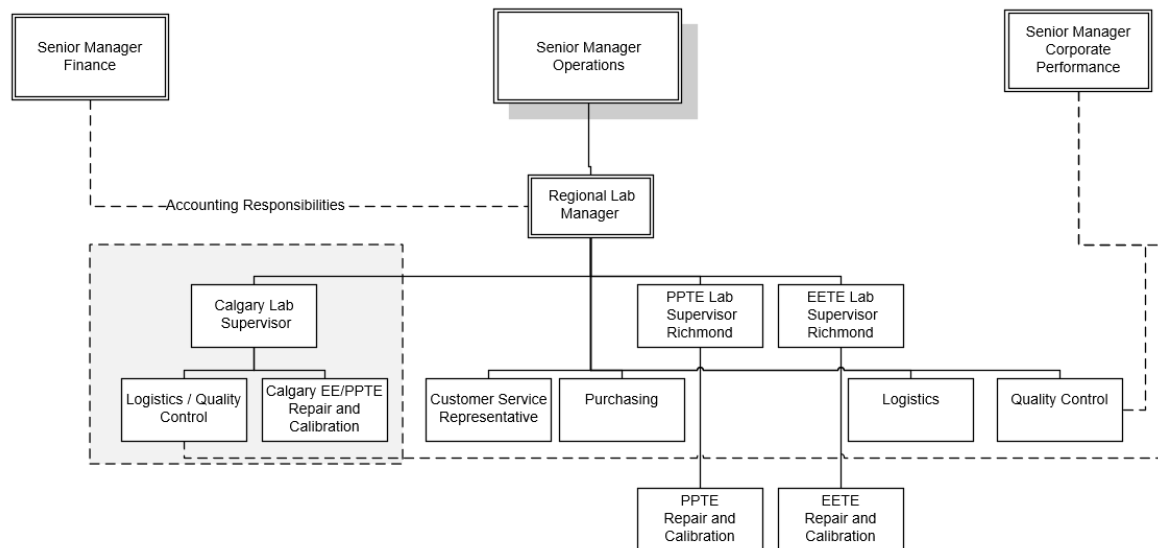 Senior Manager
Finance
Senior Manager
Operations
Senior Manager
Corporate
Performance
Regional Lab
Manager
Accounting Responsibilities
Calgary Lab
Supervisor
PPTE Lab
Supervisor
Richmond
EETE Lab
Supervisor
Richmond
Logistics / Quality
Control
Calgary EE/PPTE
Repair and
Calibration
Customer Service
Representative
Purchasing
Logistics
Quality Control
PPTE
Repair and
Calibration
EETE
Repair and
Calibration